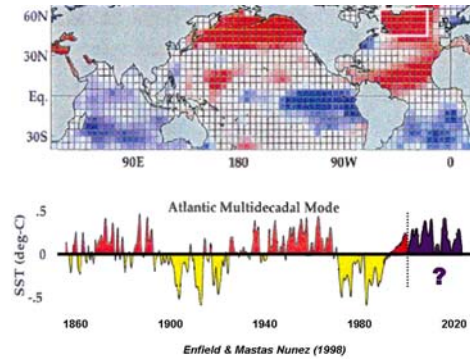 60N
30N
Eq.
30S
90E 180 90W 0
Atlantic Multidecadal Mode
SST (deg-C)
.5
0
-.5
?
1860 1900 1940 1980 2020
Enfield & Mastas Nunez (1998)